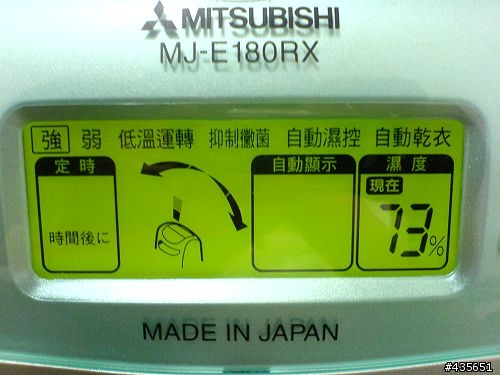 MITSUBISHI
MJ-E180RX
強 弱 低溫運轉 抑制黴菌 自動濕控 自動乾衣
定時 自動顯示 濕度
現在
73%
時間後に
MADE IN JAPAN
#435651